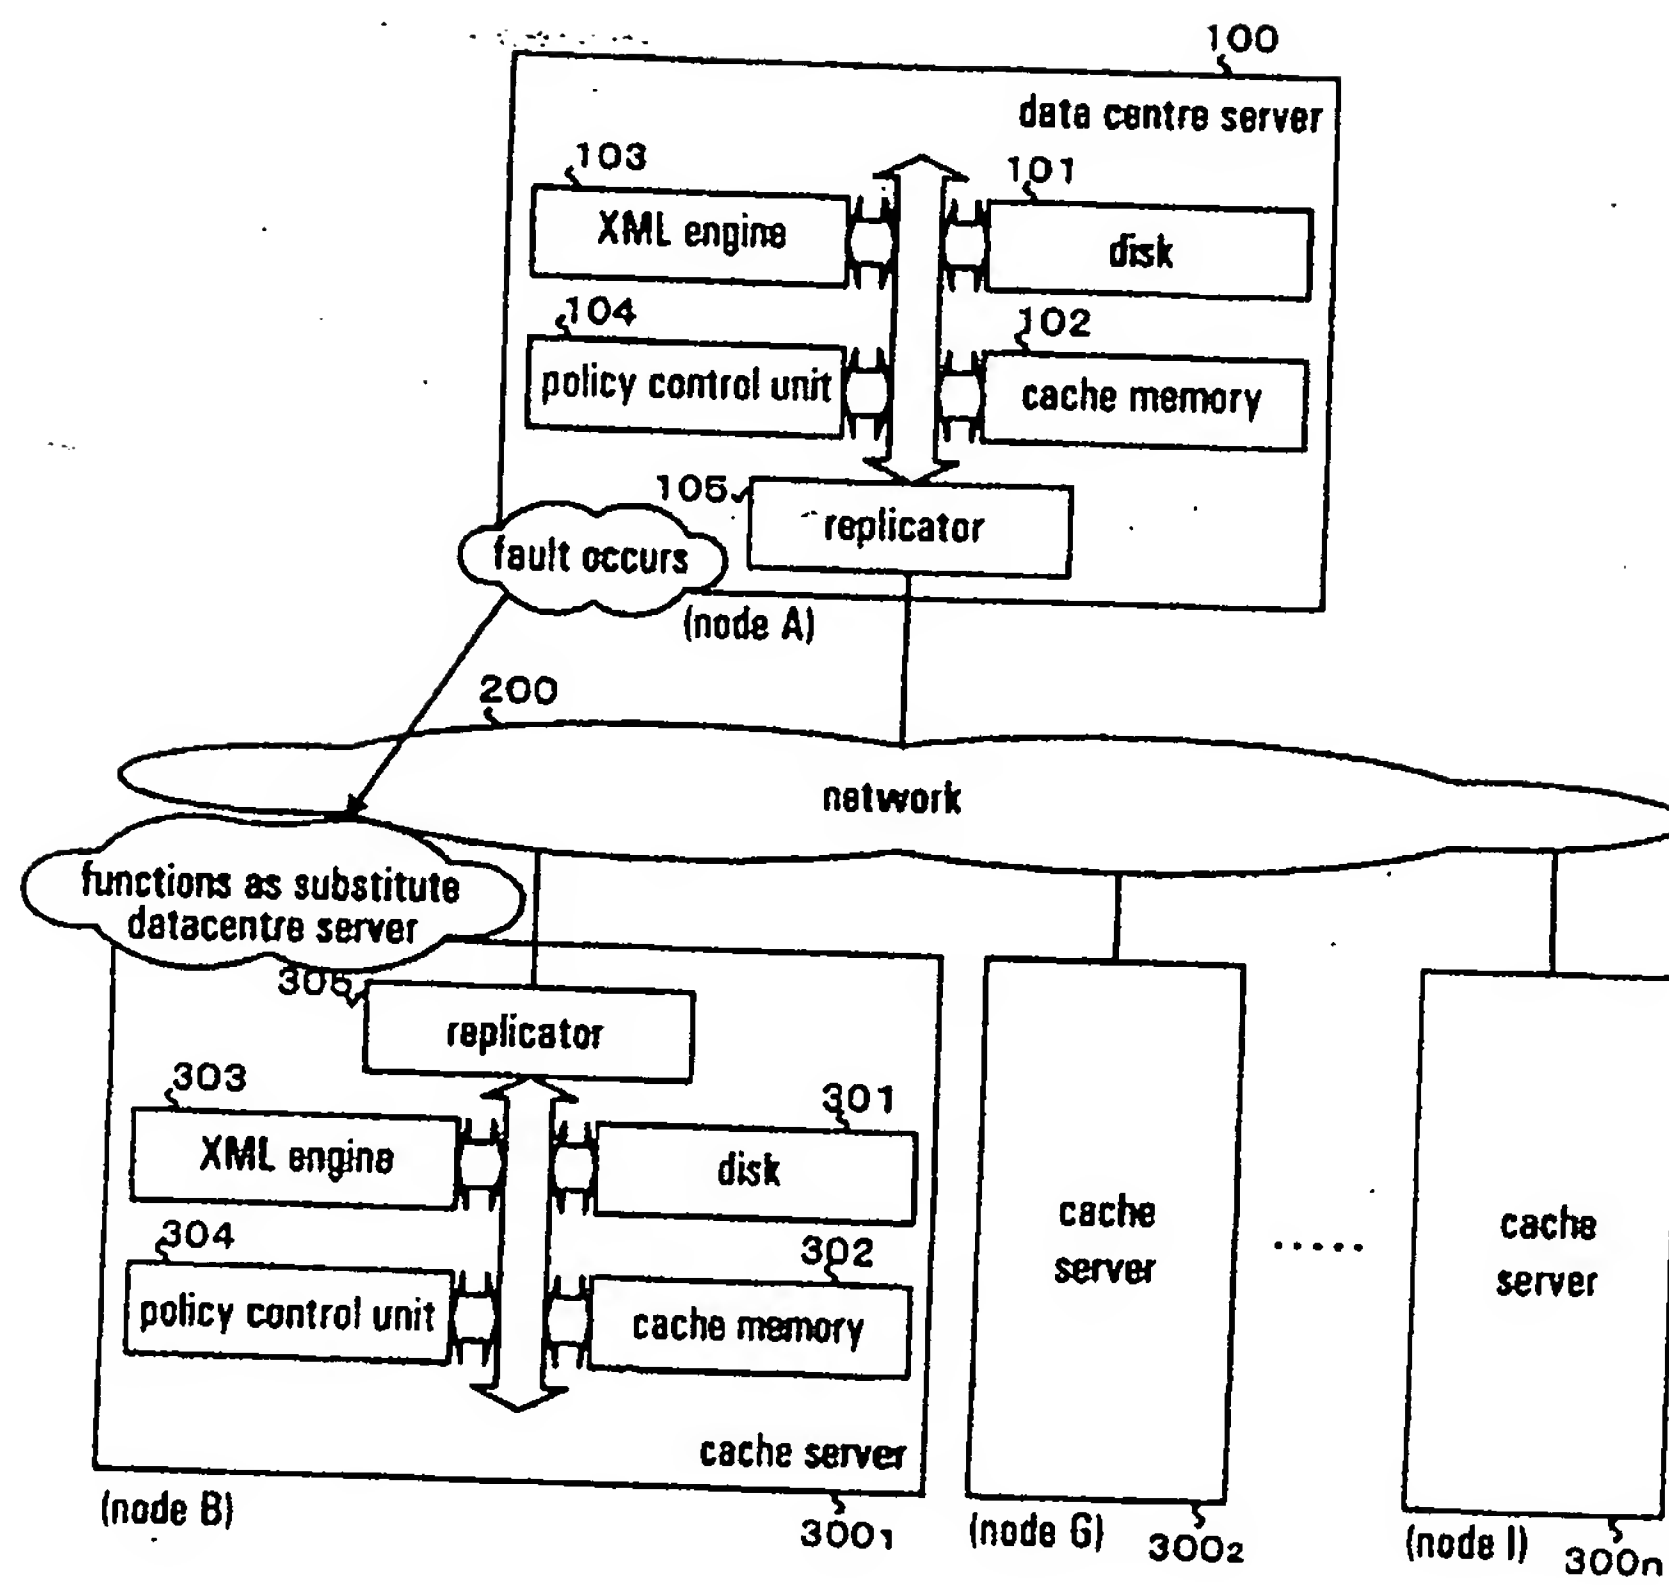 100
data centre server
103
101
XML engine
disk
104
102
policy control unit
cache memory
105
replicator
fault occurs
(node A)
200
network
functions as substitute
datacentre server
305
replicator
303
301
XML engine
disk
304
302
policy control unit
cache memory
cache server
(node B)
300₁
cache
server
(node G)
300₂
.....
cache
server
(node I)
300n